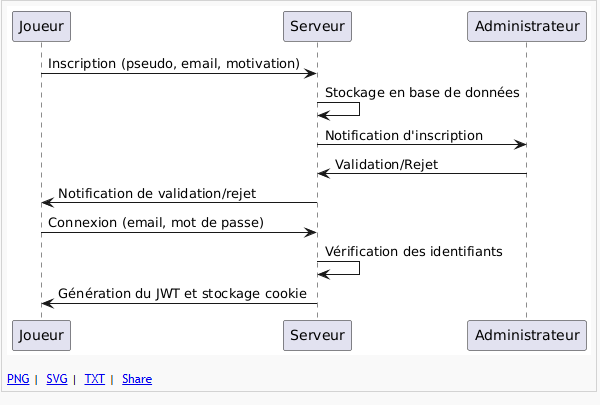 Joueur Serveur Administrateur
Inscription (pseudo, email, motivation)
Stockage en base de données
Notification d'inscription
Validation/Rejet
Notification de validation/rejet
Connexion (email, mot de passe)
Vérification des identifiants
Génération du JWT et stockage cookie
Joueur Serveur Administrateur
PNG | SVG | TXT | Share